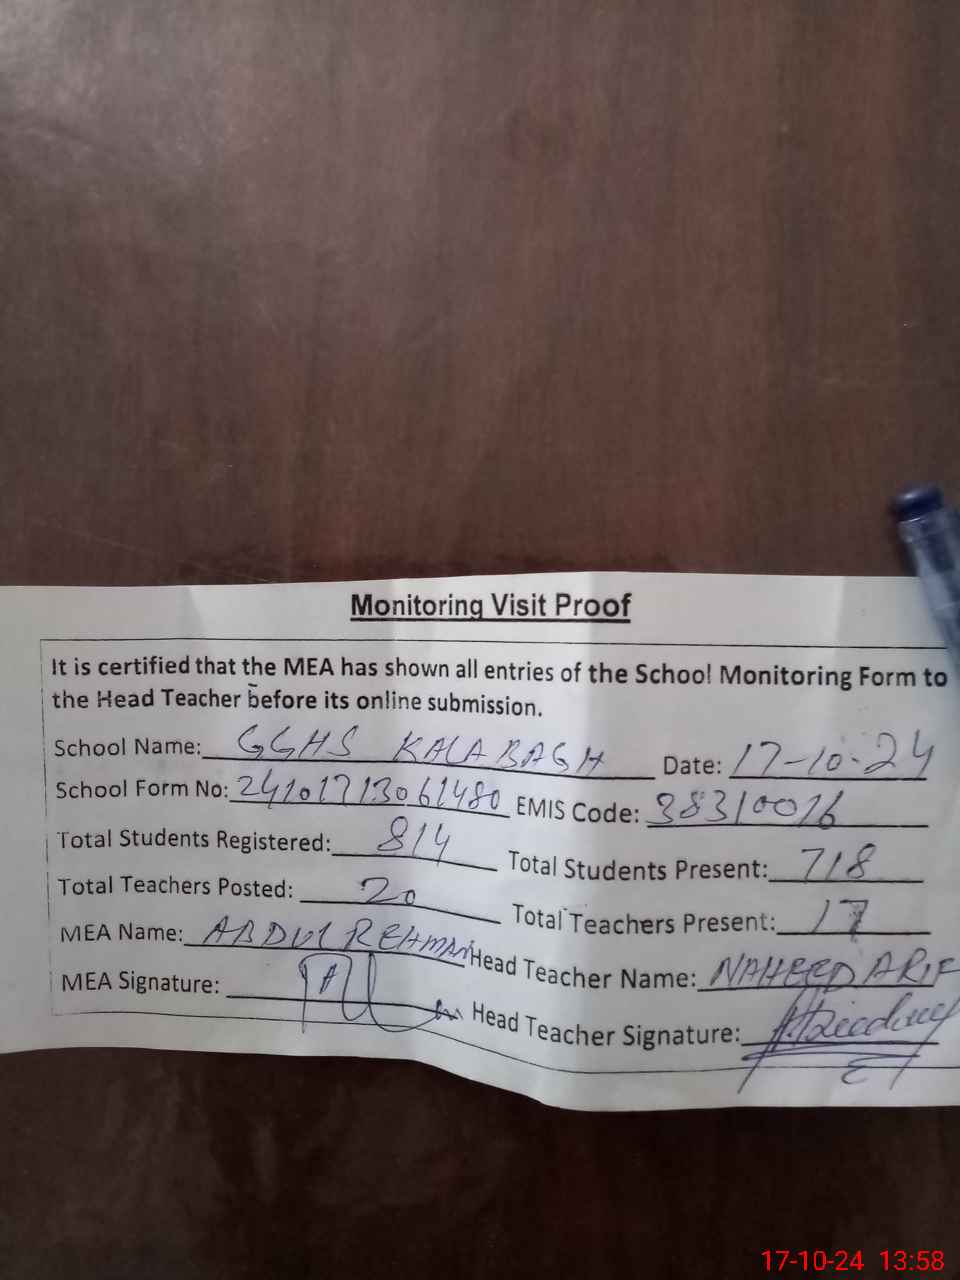 Monitoring Visit Proof
It is certified that the MEA has shown all entries of the School Monitoring Form to
the Head Teacher before its online submission.
School Name: GGHS KALABAGH Date: 17-10-24
School Form No: 24101713061480 EMIS Code: 38310016
Total Students Registered: 814 Total Students Present: 718
Total Teachers Posted: 20 Total Teachers Present: 17
MEA Name: ABDUL REHMAN Head Teacher Name: NAHEED ARIF
MEA Signature: Head Teacher Signature:
17-10-24 13:58